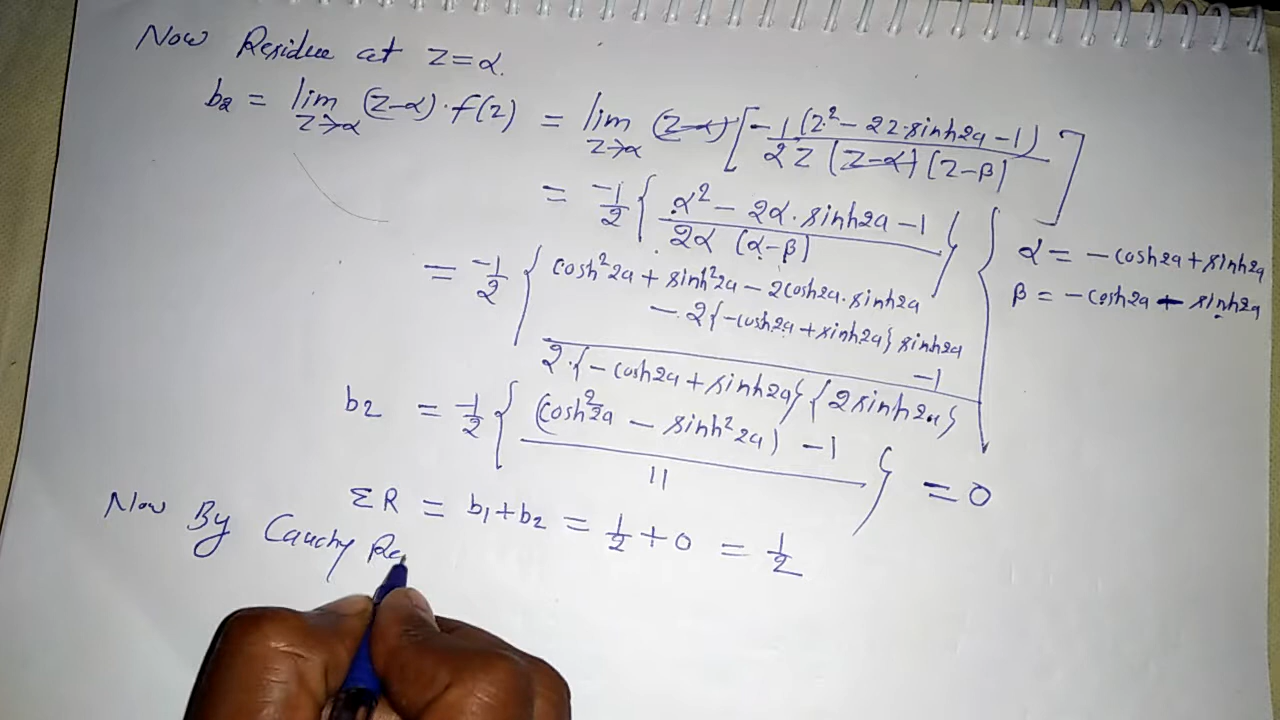 Now Residue at z=α.
b2 = lim z→α (z-α)·f(z) = lim z→α (z-α) [-1 (z² - 2z·sinh2a - 1) / 2z (z-α) (z-β)]
= -1/2 { α² - 2α·sinh2a - 1 / 2α (α-β) }
α = -cosh2a + sinh2a
β = -cosh2a - sinh2a
= -1/2 { cosh²2a + sinh²2a - 2cosh2a·sinh2a
- 2{-cosh2a + sinh2a} sinh2a
-1
2·{-cosh2a + sinh2a} {2sinh2a}
b2 = -1/2 { (cosh²2a - sinh²2a) - 1 / 11 } = 0
ΣR = b1 + b2 = 1/2 + 0 = 1/2
Now By Cauchy Re